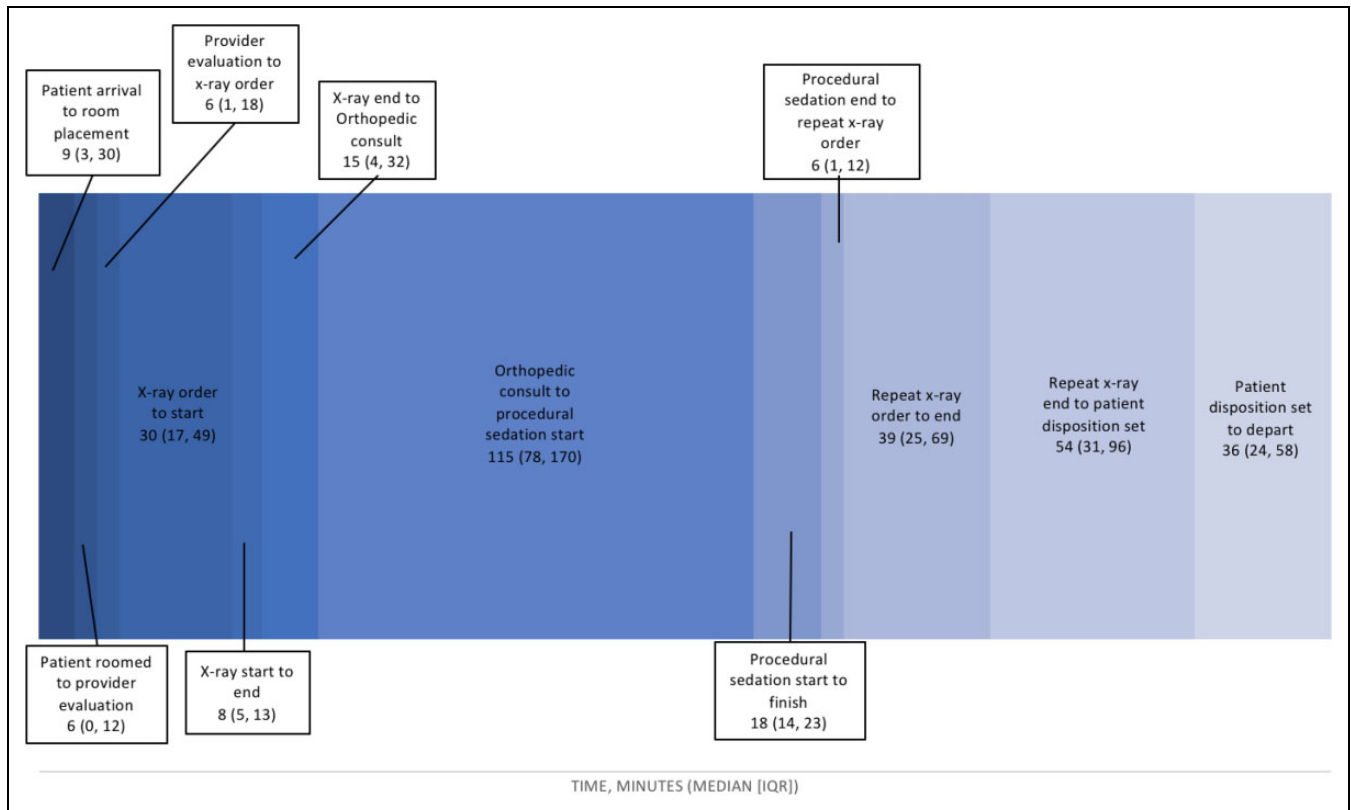 Patient arrival
to room
placement
9 (3, 30)
Provider
evaluation to
x-ray order
6 (1, 18)
X-ray end to
Orthopedic
consult
15 (4, 32)
Procedural
sedation end to
repeat x-ray
order
6 (1, 12)
X-ray order
to start
30 (17, 49)
Orthopedic
consult to
procedural
sedation start
115 (78, 170)
Repeat x-ray
order to end
39 (25, 69)
Repeat x-ray
end to patient
disposition set
54 (31, 96)
Patient
disposition set
to depart
36 (24, 58)
Patient roomed
to provider
evaluation
6 (0, 12)
X-ray start to
end
8 (5, 13)
Procedural
sedation start to
finish
18 (14, 23)
TIME, MINUTES (MEDIAN [IQR])